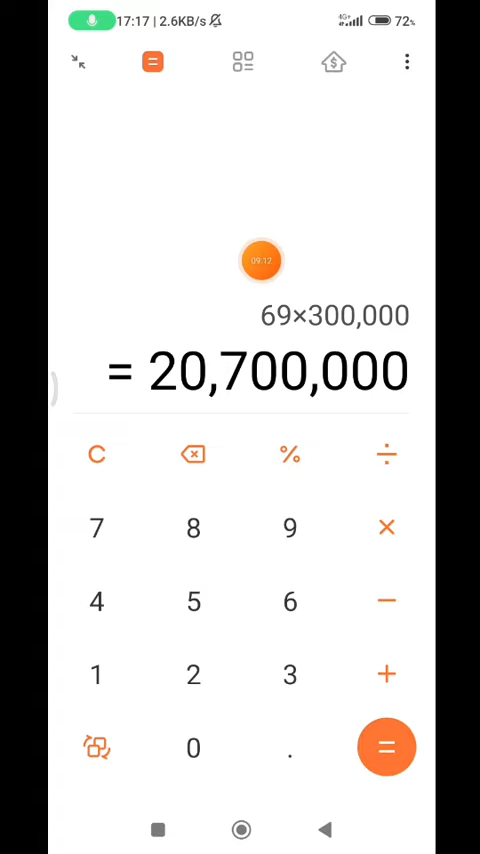 17:17 | 2.6KB/s 4G+ 72%
09:12
69×300,000
= 20,700,000
C % ÷
7 8 9 ×
4 5 6 −
1 2 3 +
0 . =